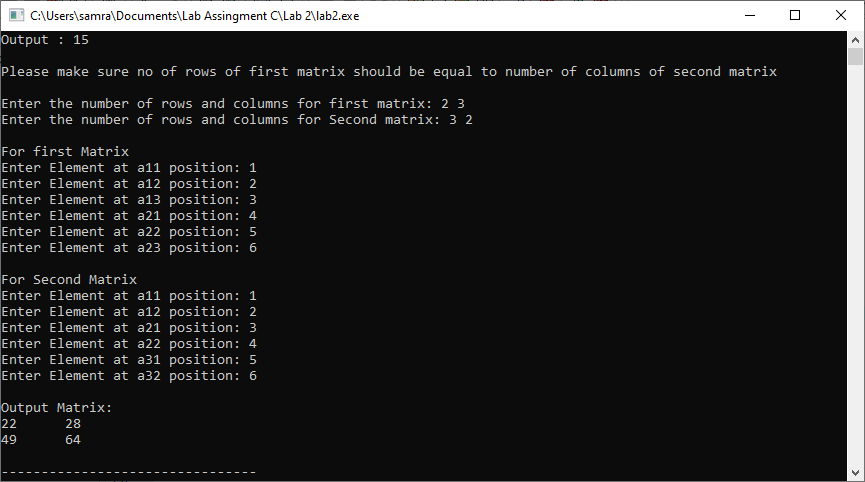 C:\Users\samra\Documents\Lab Assingment C\Lab 2\lab2.exe
Output : 15
Please make sure no of rows of first matrix should be equal to number of columns of second matrix
Enter the number of rows and columns for first matrix: 2 3
Enter the number of rows and columns for Second matrix: 3 2
For first Matrix
Enter Element at a11 position: 1
Enter Element at a12 position: 2
Enter Element at a13 position: 3
Enter Element at a21 position: 4
Enter Element at a22 position: 5
Enter Element at a23 position: 6
For Second Matrix
Enter Element at a11 position: 1
Enter Element at a12 position: 2
Enter Element at a21 position: 3
Enter Element at a22 position: 4
Enter Element at a31 position: 5
Enter Element at a32 position: 6
Output Matrix:
22      28
49      64
--------------------------------